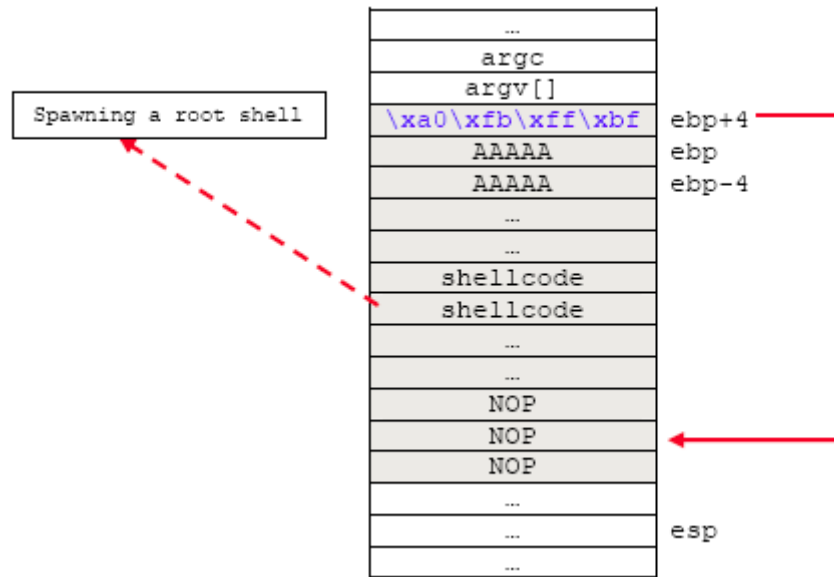 …
argc
argv[]
Spawning a root shell
\xa0\xfb\xff\xbf ebp+4
AAAAA ebp
AAAAA ebp-4
…
…
shellcode
shellcode
…
…
NOP
NOP
NOP
…
… esp
…